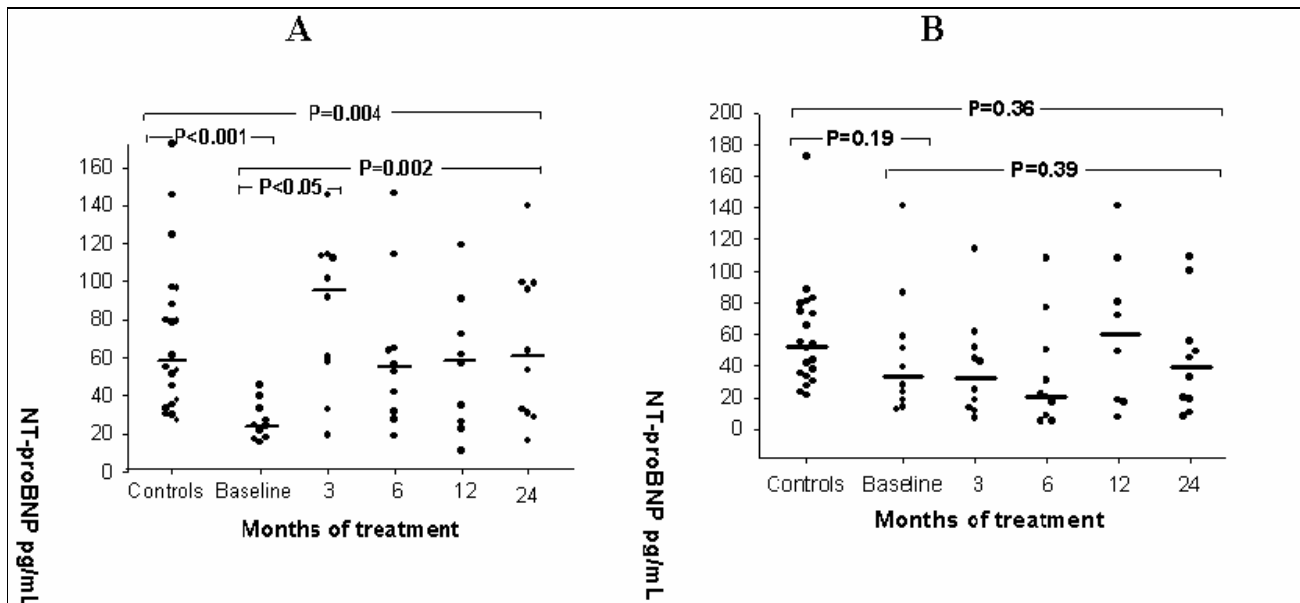 A
P=0.004
P<0.001
P=0.002
P<0.05
160
140
120
100
80
60
40
20
0
Controls Baseline 3 6 12 24
Months of treatment
NT-proBNP pg/mL
B
200
180
160
140
120
100
80
60
40
20
0
P=0.36
P=0.19
P=0.39
Controls Baseline 3 6 12 24
Months of treatment
NT-proBNP pg/mL